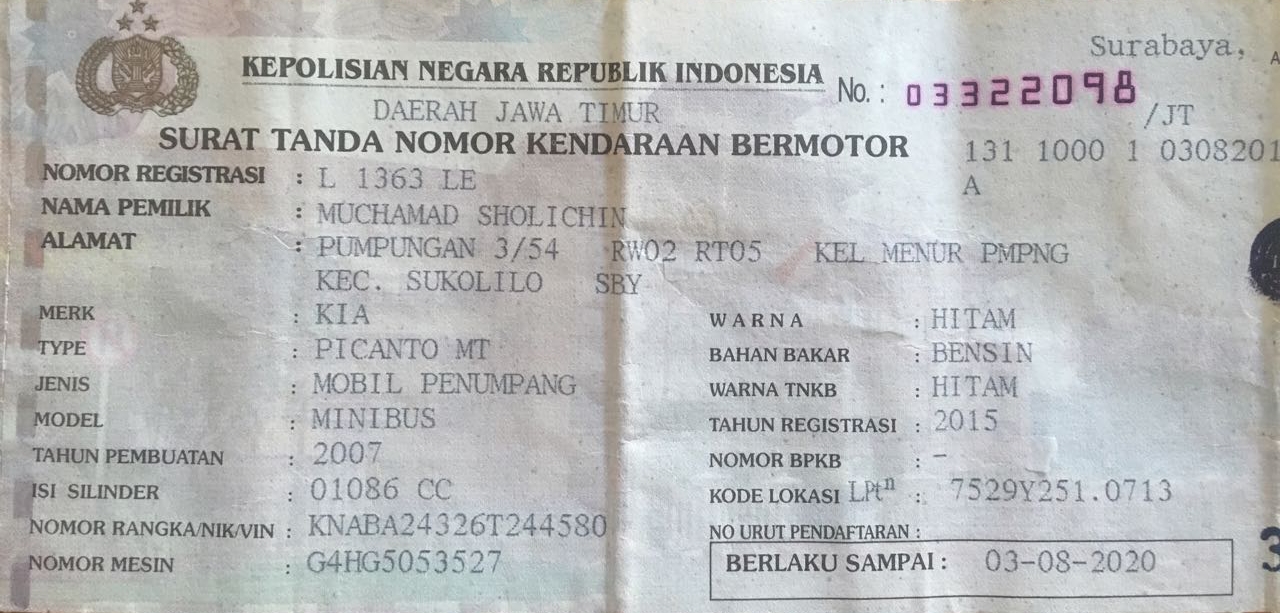 Surabaya,
KEPOLISIAN NEGARA REPUBLIK INDONESIA
No. : 03322098
DAERAH JAWA TIMUR
/JT
SURAT TANDA NOMOR KENDARAAN BERMOTOR
131 1000 1 0308201
A
NOMOR REGISTRASI : L 1363 LE
NAMA PEMILIK : MUCHAMAD SHOLICHIN
ALAMAT : PUMPUNGAN 3/54 RW02 RT05 KEL MENUR PMPNG
KEC. SUKOLILO SBY
MERK : KIA
TYPE : PICANTO MT
JENIS : MOBIL PENUMPANG
MODEL : MINIBUS
TAHUN PEMBUATAN : 2007
ISI SILINDER : 01086 CC
NOMOR RANGKA/NIK/VIN : KNABA24326T244580
NOMOR MESIN : G4HG5053527
WARNA : HITAM
BAHAN BAKAR : BENSIN
WARNA TNKB : HITAM
TAHUN REGISTRASI : 2015
NOMOR BPKB : -
KODE LOKASI LPtⁿ : 7529Y251.0713
NO URUT PENDAFTARAN :
BERLAKU SAMPAI : 03-08-2020